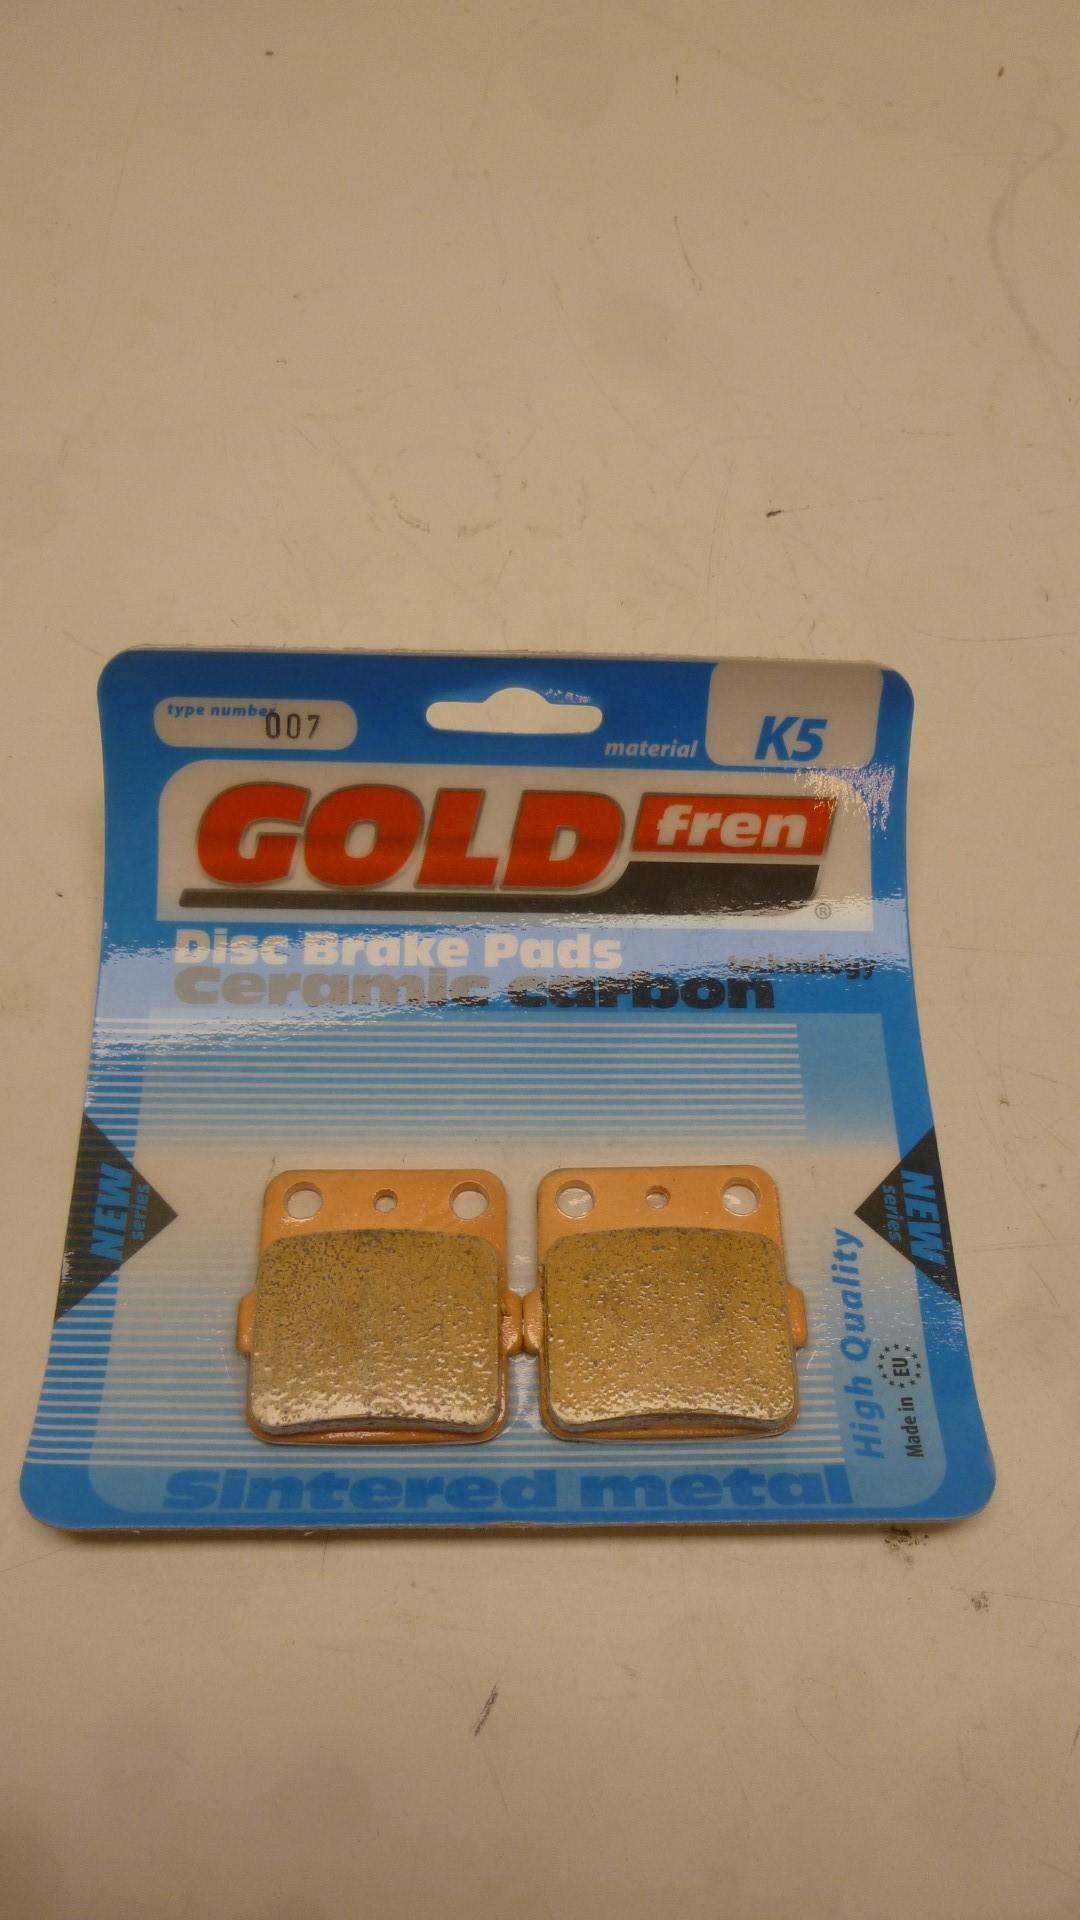 type number
007
material
K5
GOLD fren
®
Disc Brake Pads
Ceramic carbon technology
NEW
series
NEW
series
High Quality
Made in EU
Sintered metal